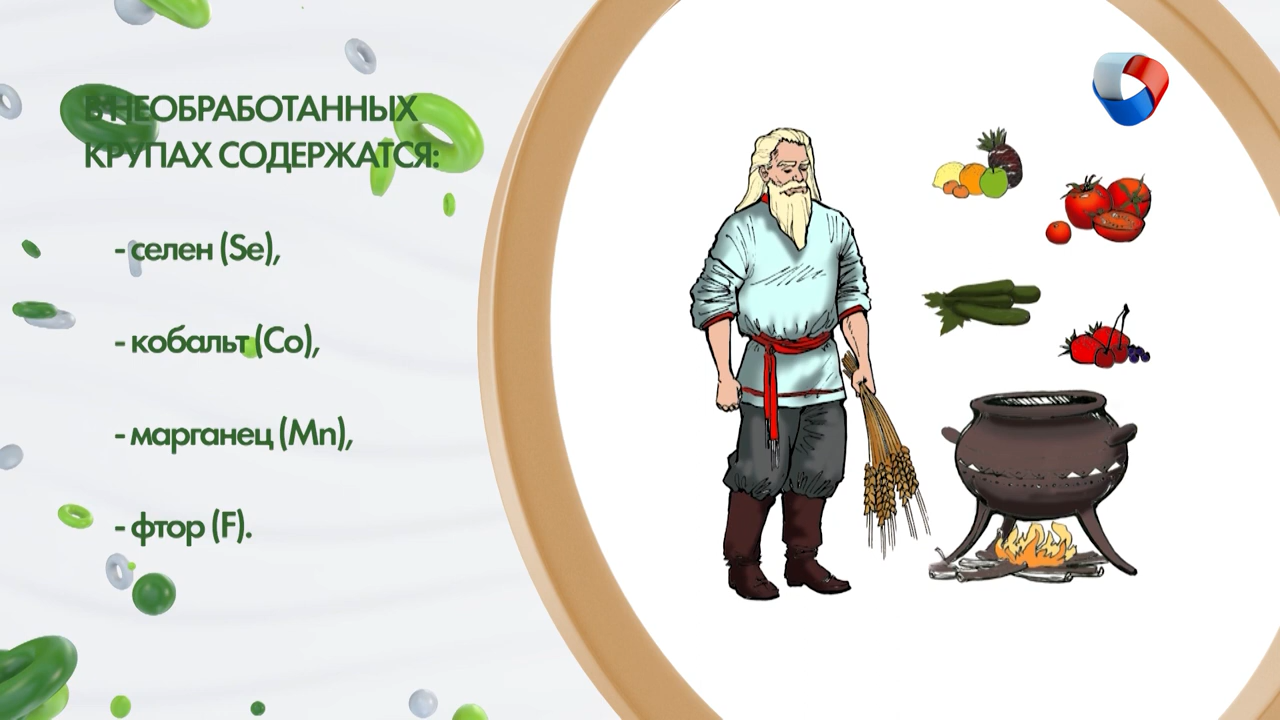 В НЕОБРАБОТАННЫХ
КРУПАХ СОДЕРЖАТСЯ:
- селен (Se),
- кобальт (Co),
- марганец (Mn),
- фтор (F).